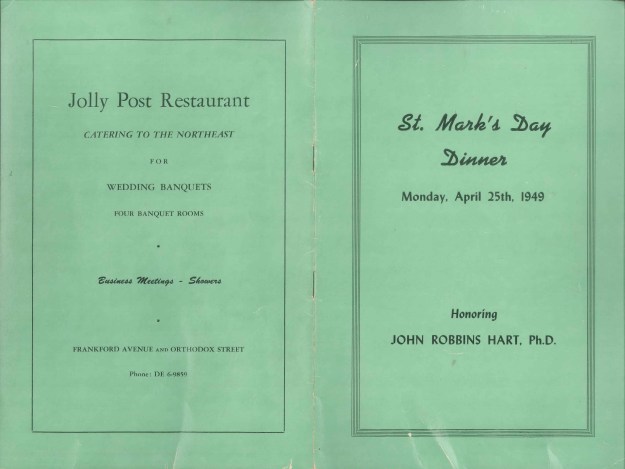 Jolly Post Restaurant
CATERING TO THE NORTHEAST
FOR
WEDDING BANQUETS
FOUR BANQUET ROOMS
Business Meetings - Showers
FRANKFORD AVENUE AND ORTHODOX STREET
Phone: DE 6-9859
St. Mark's Day
Dinner
Monday, April 25th, 1949
Honoring
JOHN ROBBINS HART, Ph.D.